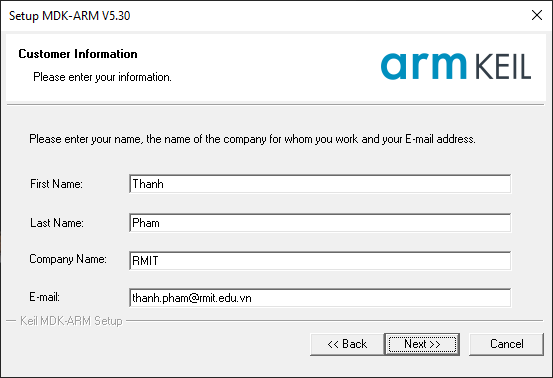 Setup MDK-ARM V5.30
Customer Information
Please enter your information.
arm KEIL
Please enter your name, the name of the company for whom you work and your E-mail address.
First Name: Thanh
Last Name: Pham
Company Name: RMIT
E-mail: thanh.pham@rmit.edu.vn
Keil MDK-ARM Setup
<< Back Next >> Cancel